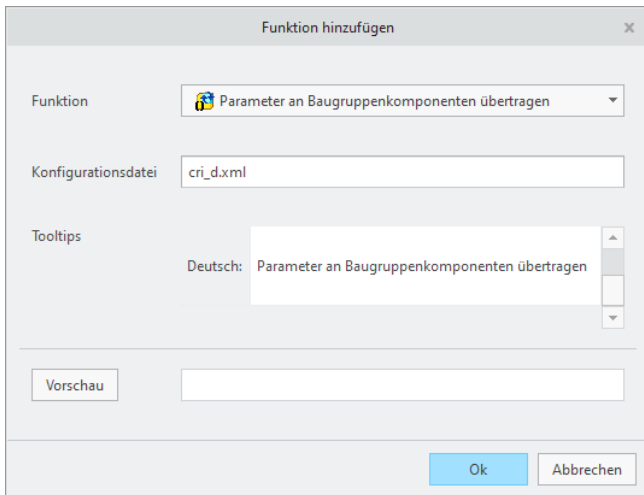 Funktion hinzufügen
x
Funktion
Parameter an Baugruppenkomponenten übertragen
Konfigurationsdatei
cri_d.xml
Tooltips
Deutsch: Parameter an Baugruppenkomponenten übertragen
Vorschau
Ok Abbrechen